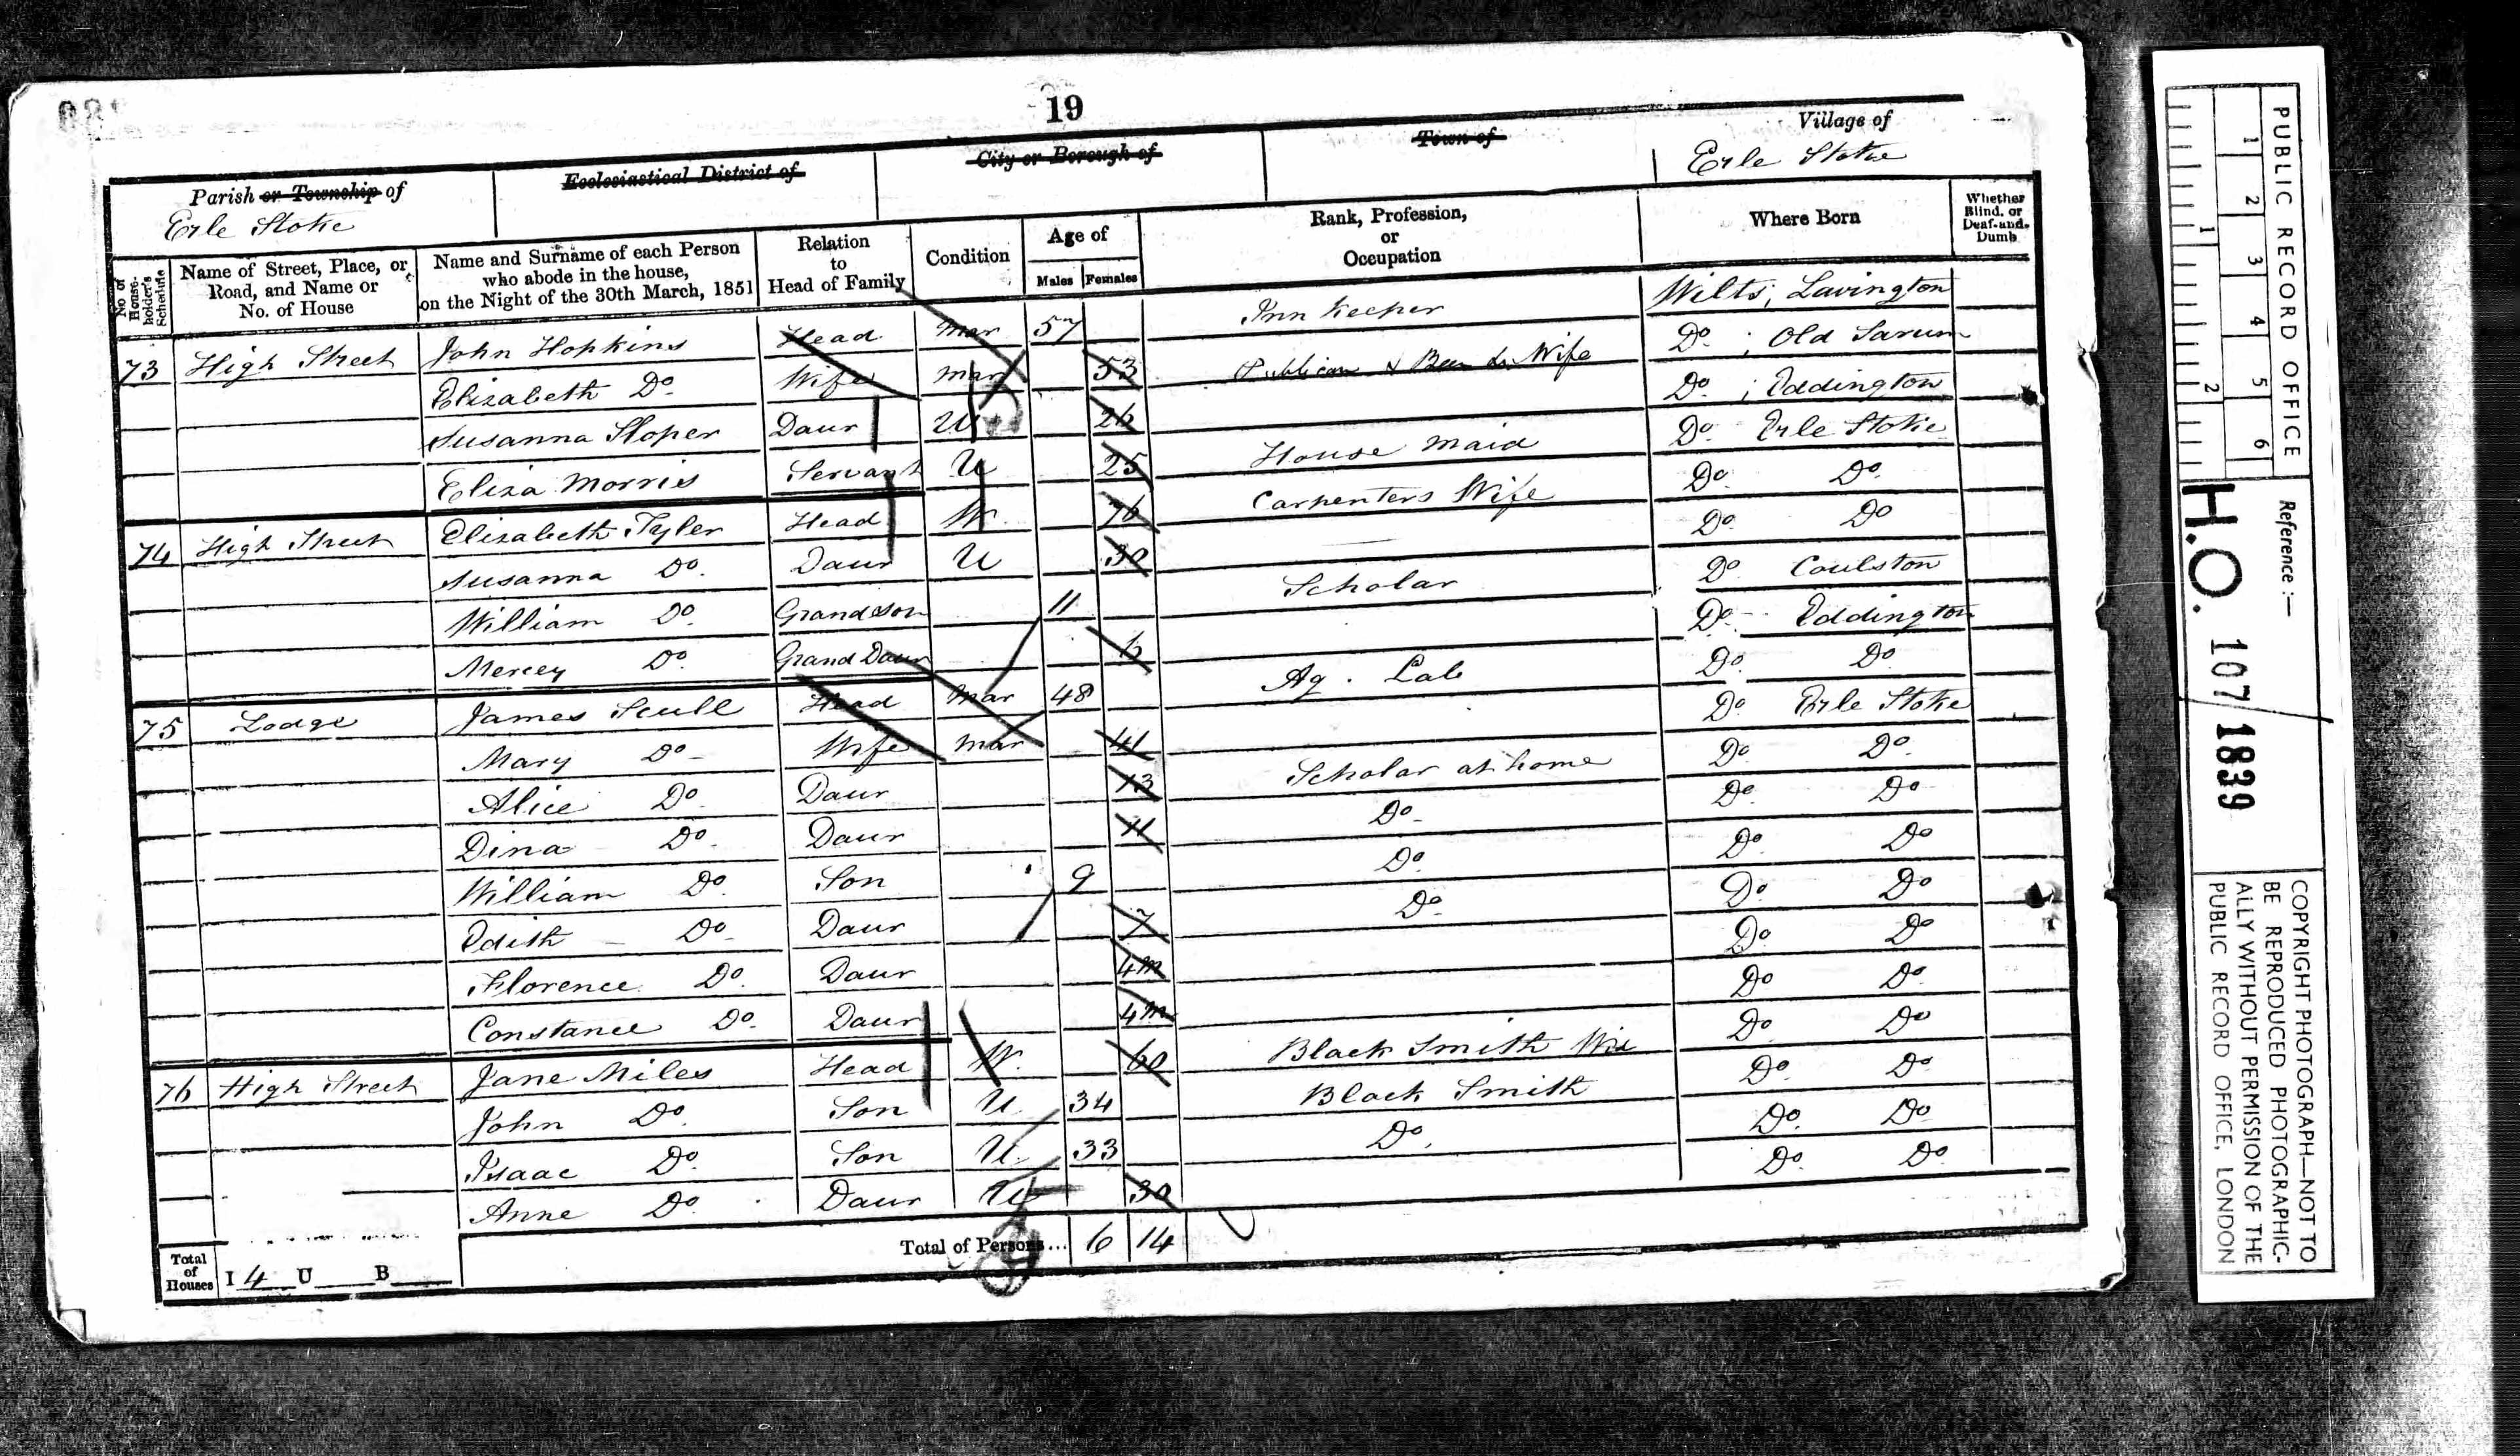 19
Parish or Township of Erle Stoke
Ecclesiastical District of
City or Borough of
Town of
Village of Erle Stoke
No. of House-holder's Schedule
Name of Street, Place, or Road, and Name or No. of House
Name and Surname of each Person who abode in the house, on the Night of the 30th March, 1851
Relation to Head of Family
Condition
Age of
Males Females
Rank, Profession, or Occupation
Where Born
Whether Blind, or Deaf-and-Dumb
73 High Street John Hopkins Head Mar 57 Inn Keeper Wilts; Lavington
Elizabeth Do Wife Mar 53 Publican & Wife Do ; Old Sarum
Susanna Sloper Daur U 26 Do ; Eddington
Eliza Morris Servant U 25 House Maid Do Erle Stoke
74 High Street Elizabeth Tyler Head W. 76 Carpenters Wife Do Do
Susanna Do Daur U 30 Do Do
William Do Grandson 11 Scholar Do Coulston
Mercey Do Grand Daur 6 Do Eddington
75 Lodge James Scull Head Mar 48 Ag. Lab Do Do
Mary Do Wife Mar 41 Do Erle Stoke
Alice Do Daur 13 Scholar at home Do Do
Dina Do Daur 11 Do Do Do
William Do Son 9 Do Do Do
Edith Do Daur 7 Do Do Do
Florence Do Daur 4m Do Do
Constance Do Daur 4m Do Do
76 High Street Jane Miles Head W. 60 Black Smith Do Do
John Do Son U 34 Black Smith Do Do
Isaac Do Son U 33 Do Do Do
Anne Do Daur U 30 Do Do
Total of Houses I 4 U B
Total of Persons... 6 14
PUBLIC RECORD OFFICE
1 2 3 4 5 6
1 2
Reference :—
H.O. 107/1839
COPYRIGHT PHOTOGRAPH—NOT TO
BE REPRODUCED PHOTOGRAPHIC-
ALLY WITHOUT PERMISSION OF THE
PUBLIC RECORD OFFICE, LONDON